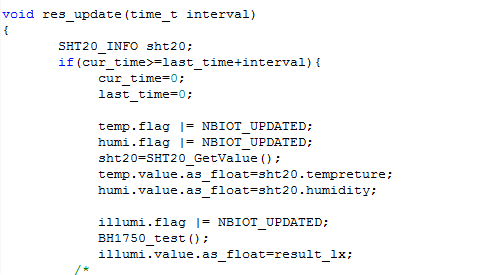 void res_update(time_t interval)
{
SHT20_INFO sht20;
if(cur_time>=last_time+interval){
cur_time=0;
last_time=0;
temp.flag |= NBIOT_UPDATED;
humi.flag |= NBIOT_UPDATED;
sht20=SHT20_GetValue();
temp.value.as_float=sht20.tempreture;
humi.value.as_float=sht20.humidity;
illumi.flag |= NBIOT_UPDATED;
BH1750_test();
illumi.value.as_float=result_lx;
/*